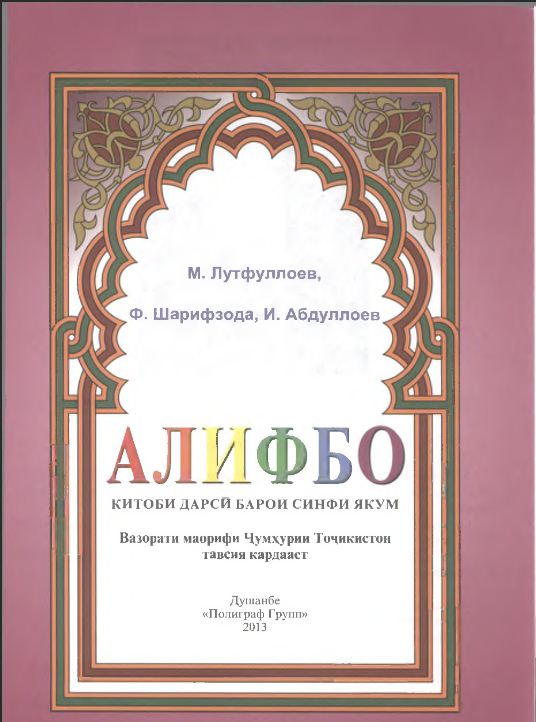 М. Лутфуллоев,
Ф. Шарифзода, И. Абдуллоев
АЛИФБО
КИТОБИ ДАРСӢ БАРОИ СИНФИ ЯКУМ
Вазорати маорифи Ҷумҳурии Тоҷикистон
тавсия кардааст
Душанбе
«Полиграф Групп»
2013